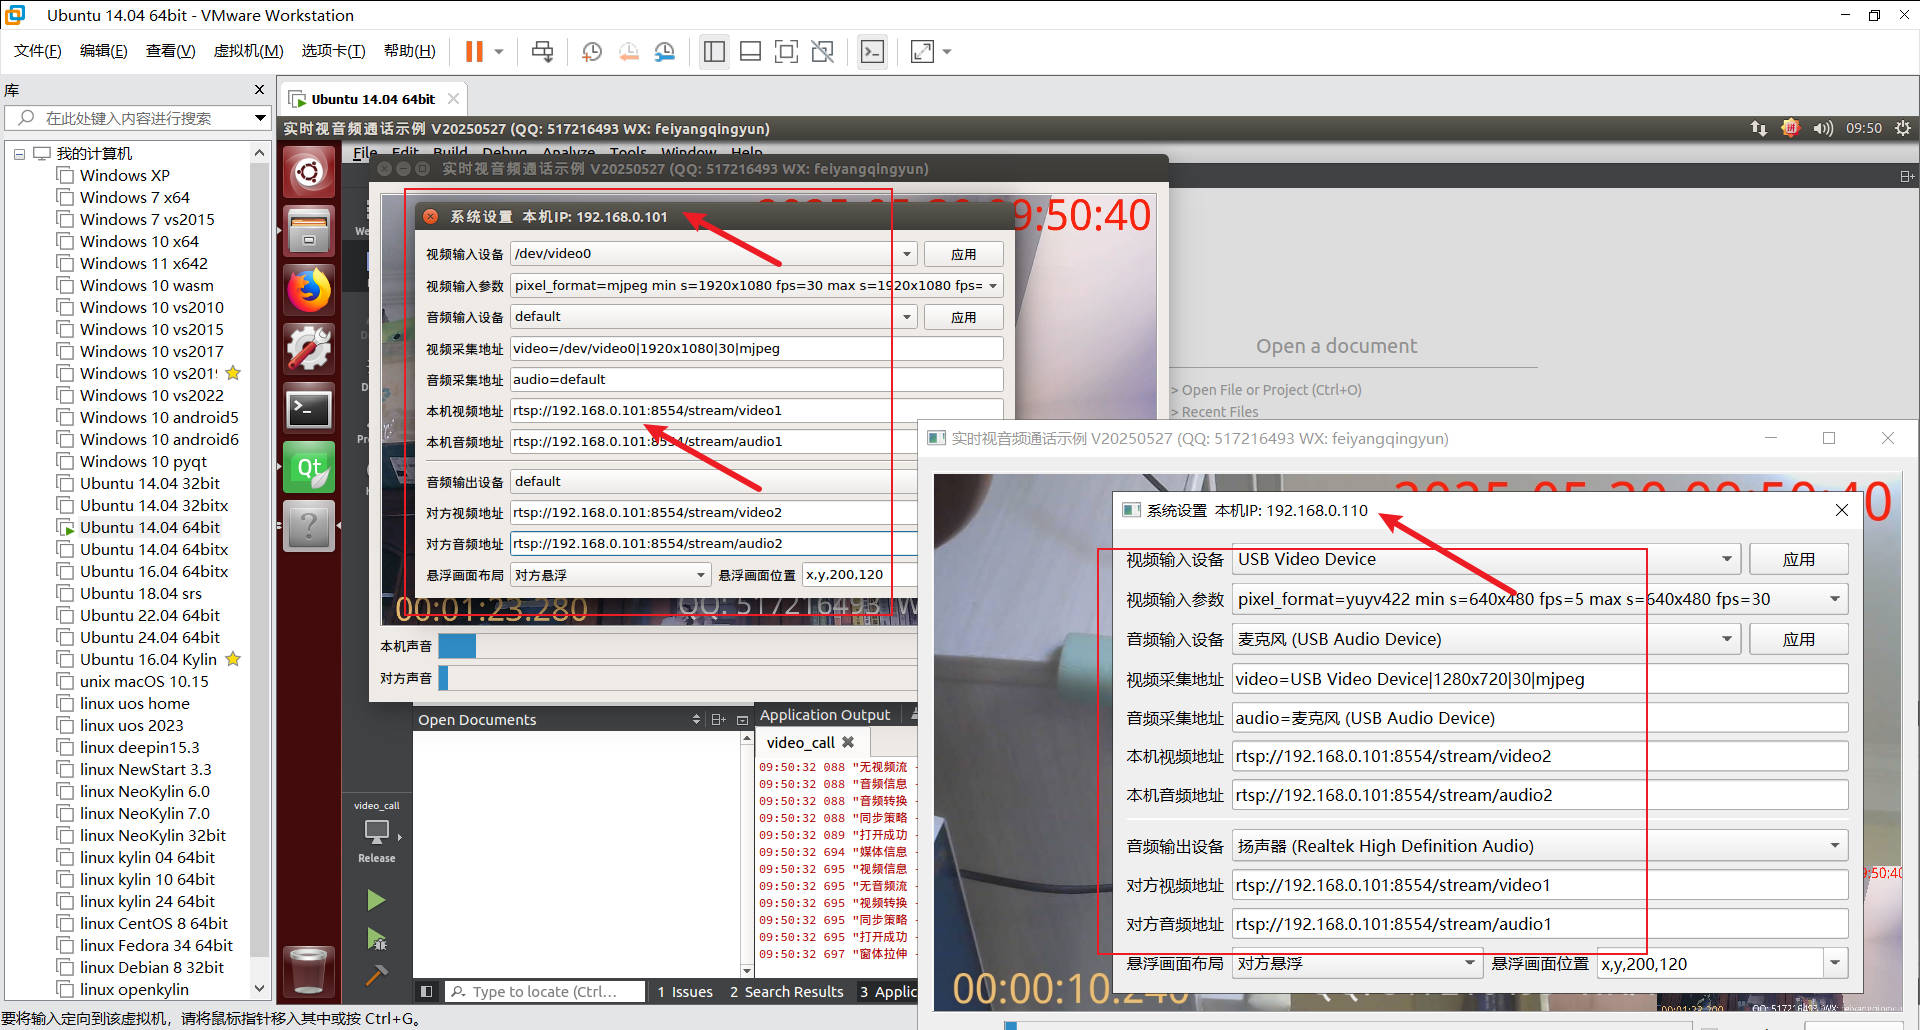 Ubuntu 14.04 64bit - VMware Workstation
文件(F) 编辑(E) 查看(V) 虚拟机(M) 选项卡(T) 帮助(H)
库
在此处键入内容进行搜索
我的计算机
Windows XP
Windows 7 x64
Windows 7 vs2015
Windows 10 x64
Windows 11 x642
Windows 10 wasm
Windows 10 vs2010
Windows 10 vs2015
Windows 10 vs2017
Windows 10 vs201
Windows 10 vs2022
Windows 10 android5
Windows 10 android6
Windows 10 pyqt
Ubuntu 14.04 32bit
Ubuntu 14.04 32bitx
Ubuntu 14.04 64bit
Ubuntu 14.04 64bitx
Ubuntu 16.04 64bitx
Ubuntu 18.04 srs
Ubuntu 22.04 64bit
Ubuntu 24.04 64bit
Ubuntu 16.04 Kylin
unix macOS 10.15
linux uos home
linux uos 2023
linux deepin15.3
linux NewStart 3.3
linux NeoKylin 6.0
linux NeoKylin 7.0
linux NeoKylin 32bit
linux kylin 04 64bit
linux kylin 10 64bit
linux kylin 24 64bit
linux CentOS 8 64bit
linux Fedora 34 64bit
linux Debian 8 32bit
linux openkylin
要将输入定向到该虚拟机，请将鼠标指针移入其中或按 Ctrl+G。
Ubuntu 14.04 64bit
实时视音频通话示例 V20250527 (QQ: 517216493 WX: feiyangqingyun)
拼
09:50
File Edit Build Debug Analyze Tools Window Help
实时视音频通话示例 V20250527 (QQ: 517216493 WX: feiyangqingyun)
9:50:40
系统设置 本机IP: 192.168.0.101
视频输入设备 /dev/video0 应用
视频输入参数 pixel_format=mjpeg min s=1920x1080 fps=30 max s=1920x1080 fps=
音频输入设备 default 应用
视频采集地址 video=/dev/video0|1920x1080|30|mjpeg
音频采集地址 audio=default
本机视频地址 rtsp://192.168.0.101:8554/stream/video1
本机音频地址 rtsp://192.168.0.101:8554/stream/audio1
音频输出设备 default
对方视频地址 rtsp://192.168.0.101:8554/stream/video2
对方音频地址 rtsp://192.168.0.101:8554/stream/audio2
悬浮画面布局 对方悬浮 悬浮画面位置 x,y,200,120
00:01:23.280 QQ: 517216493 W
本机声音
对方声音
Open a document
> Open File or Project (Ctrl+O)
> Recent Files
Qt
video_call
Release
Open Documents
Application Output
video_call
09:50:32 088 "无视频流
09:50:32 088 "音频信息
09:50:32 088 "音频转换
09:50:32 088 "同步策略
09:50:32 089 "打开成功
09:50:32 694 "媒体信息
09:50:32 695 "视频信息
09:50:32 695 "无音频流
09:50:32 695 "视频转换
09:50:32 695 "同步策略
09:50:32 695 "打开成功
09:50:32 697 "窗体拉伸
Type to locate (Ctrl...
1 Issues 2 Search Results 3 Applic
实时视音频通话示例 V20250527 (QQ: 517216493 WX: feiyangqingyun)
系统设置 本机IP: 192.168.0.110
视频输入设备 USB Video Device 应用
视频输入参数 pixel_format=yuyv422 min s=640x480 fps=5 max s=640x480 fps=30
音频输入设备 麦克风 (USB Audio Device) 应用
视频采集地址 video=USB Video Device|1280x720|30|mjpeg
音频采集地址 audio=麦克风 (USB Audio Device)
本机视频地址 rtsp://192.168.0.101:8554/stream/video2
本机音频地址 rtsp://192.168.0.101:8554/stream/audio2
音频输出设备 扬声器 (Realtek High Definition Audio)
对方视频地址 rtsp://192.168.0.101:8554/stream/video1
对方音频地址 rtsp://192.168.0.101:8554/stream/audio1
悬浮画面布局 对方悬浮 悬浮画面位置 x,y,200,120
9:50:40
00:00:10.240